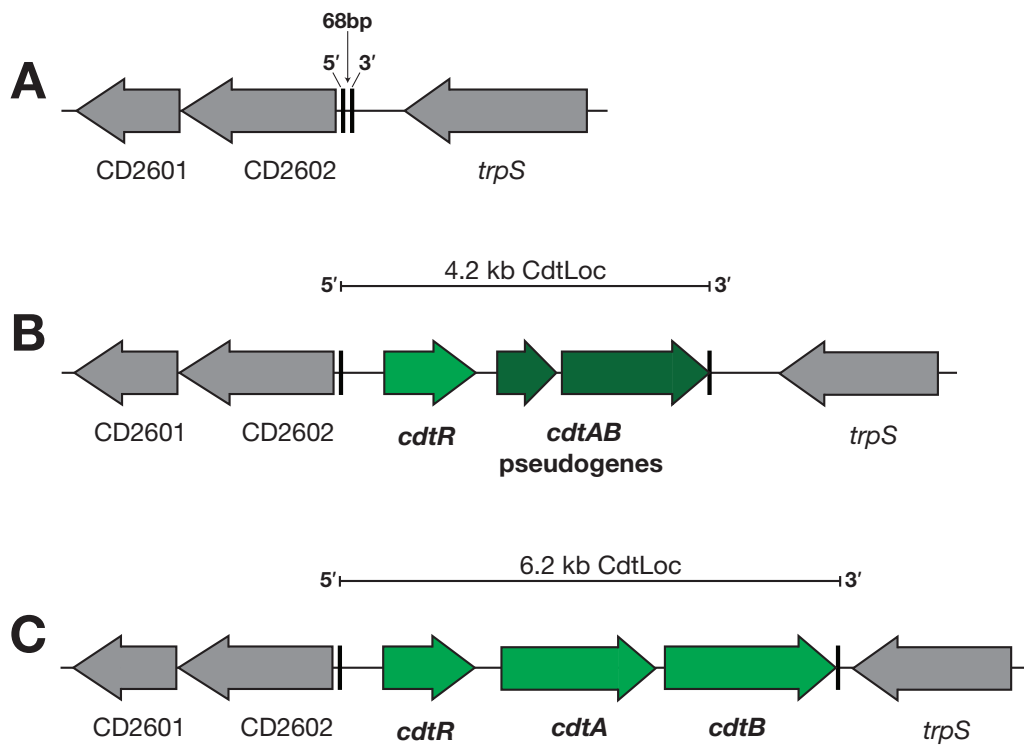 A
68bp
5′ 3′
CD2601 CD2602 trpS
4.2 kb CdtLoc
5′ 3′
B
CD2601 CD2602 cdtR cdtAB trpS
pseudogenes
6.2 kb CdtLoc
5′ 3′
C
CD2601 CD2602 cdtR cdtA cdtB trpS